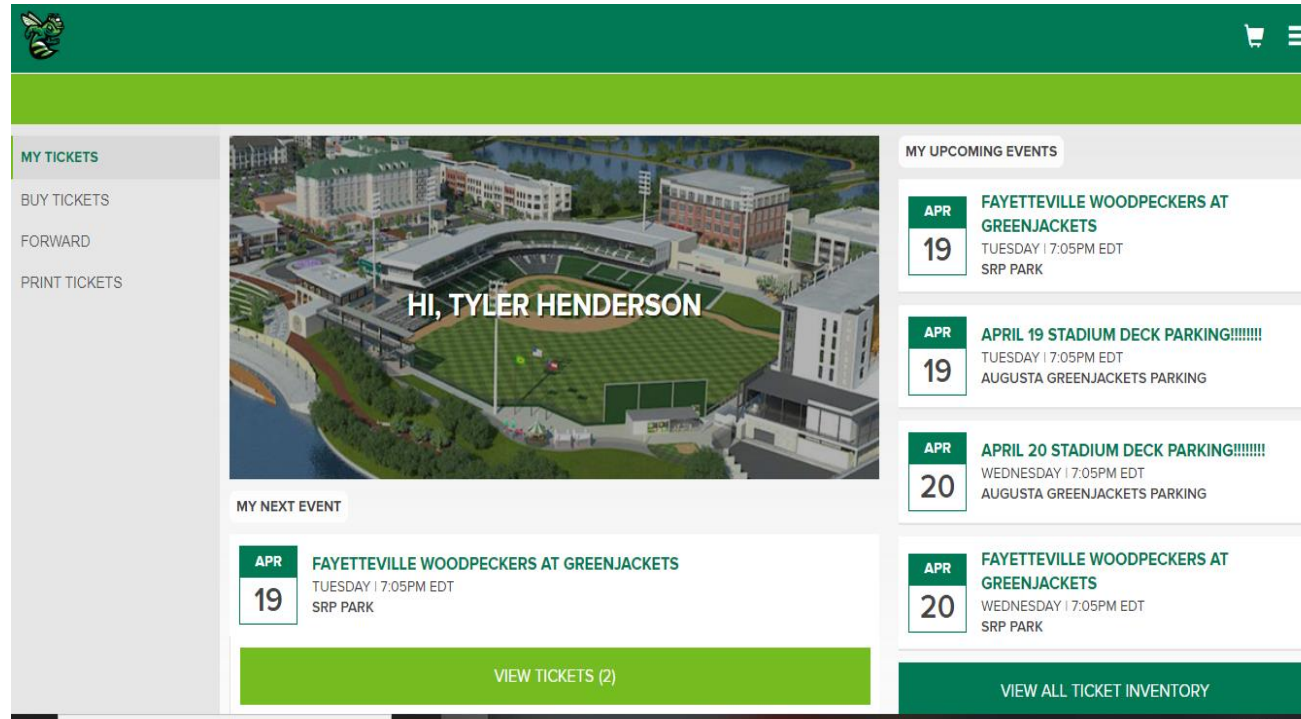 MY TICKETS
BUY TICKETS
FORWARD
PRINT TICKETS
HI, TYLER HENDERSON
MY NEXT EVENT
APR
19
FAYETTEVILLE WOODPECKERS AT GREENJACKETS
TUESDAY | 7:05PM EDT
SRP PARK
VIEW TICKETS (2)
MY UPCOMING EVENTS
APR
19
FAYETTEVILLE WOODPECKERS AT
GREENJACKETS
TUESDAY | 7:05PM EDT
SRP PARK
APR
19
APRIL 19 STADIUM DECK PARKING!!!!!!!!
TUESDAY | 7:05PM EDT
AUGUSTA GREENJACKETS PARKING
APR
20
APRIL 20 STADIUM DECK PARKING!!!!!!!!
WEDNESDAY | 7:05PM EDT
AUGUSTA GREENJACKETS PARKING
APR
20
FAYETTEVILLE WOODPECKERS AT
GREENJACKETS
WEDNESDAY | 7:05PM EDT
SRP PARK
VIEW ALL TICKET INVENTORY